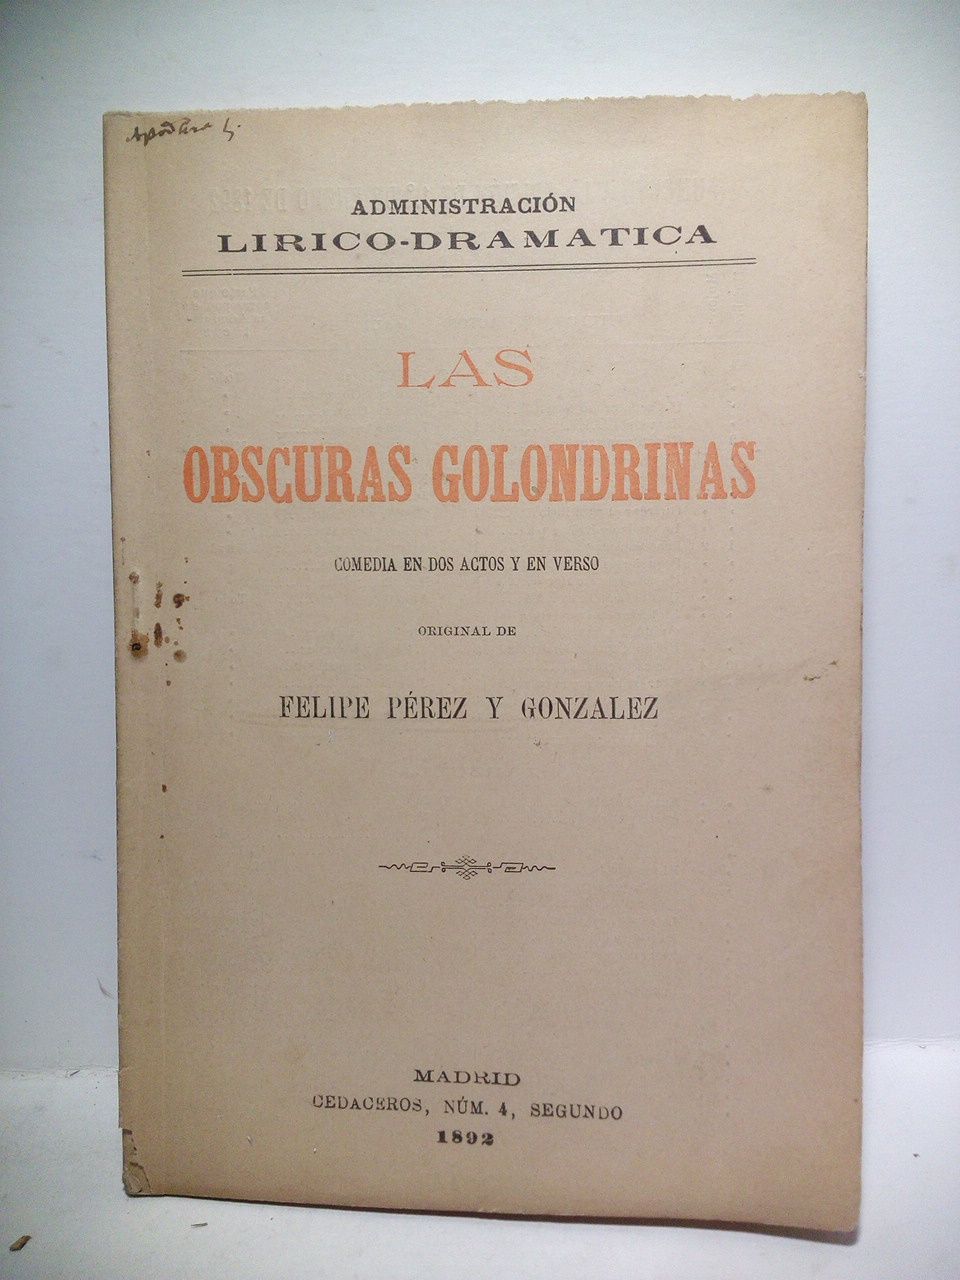 ADMINISTRACIÓN
LIRICO-DRAMATICA
LAS
OBSCURAS GOLONDRINAS
COMEDIA EN DOS ACTOS Y EN VERSO
ORIGINAL DE
FELIPE PÉREZ Y GONZALEZ
MADRID
CEDACEROS, NÚM. 4, SEGUNDO
1892